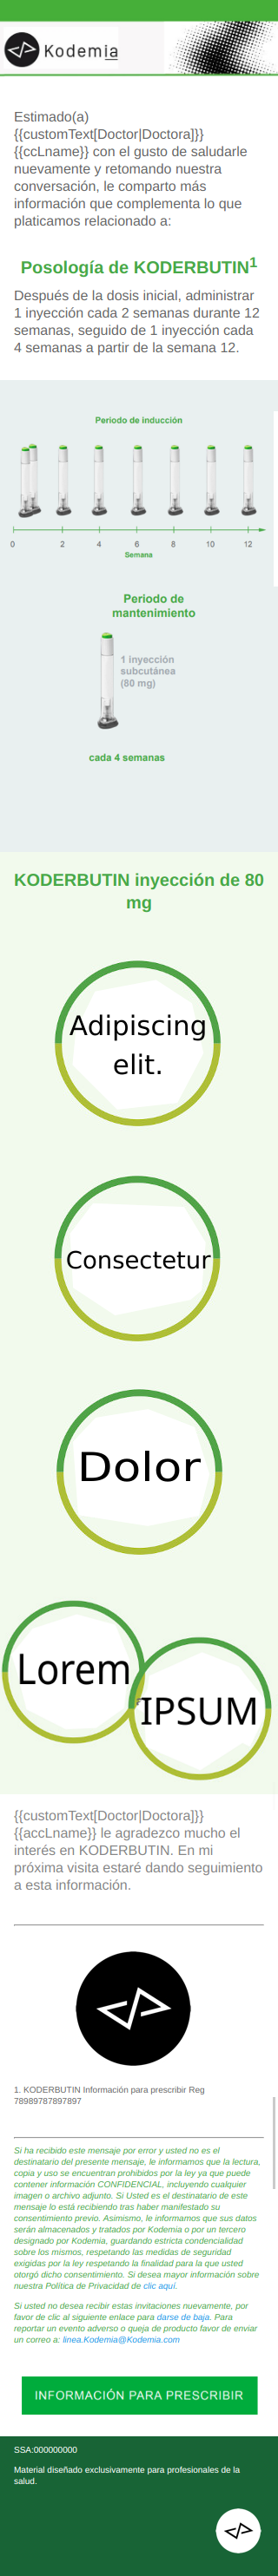 Kodemia
Estimado(a)
{{customText[Doctor|Doctora]}}
{{ccLname}} con el gusto de saludarle
nuevamente y retomando nuestra
conversación, le comparto más
información que complementa lo que
platicamos relacionado a:
Posología de KODERBUTIN1
Después de la dosis inicial, administrar
1 inyección cada 2 semanas durante 12
semanas, seguido de 1 inyección cada
4 semanas a partir de la semana 12.
Periodo de inducción
0 2 4 6 8 10 12
Semana
Periodo de
mantenimiento
1 inyección
subcutánea
(80 mg)
cada 4 semanas
KODERBUTIN inyección de 80
mg
Adipiscing
elit.
Consectetur
Dolor
Lorem
IPSUM
{{customText[Doctor|Doctora]}}
{{accLname}} le agradezco mucho el
interés en KODERBUTIN. En mi
próxima visita estaré dando seguimiento
a esta información.
1. KODERBUTIN Información para prescribir Reg
78989787897897
Si ha recibido este mensaje por error y usted no es el
destinatario del presente mensaje, le informamos que la lectura,
copia y uso se encuentran prohibidos por la ley ya que puede
contener información CONFIDENCIAL, incluyendo cualquier
imagen o archivo adjunto. Si Usted es el destinatario de este
mensaje lo está recibiendo tras haber manifestado su
consentimiento previo. Asimismo, le informamos que sus datos
serán almacenados y tratados por Kodemia o por un tercero
designado por Kodemia, guardando estricta condencialidad
sobre los mismos, respetando las medidas de seguridad
exigidas por la ley respetando la finalidad para la que usted
otorgó dicho consentimiento. Si desea mayor información sobre
nuestra Política de Privacidad de clic aquí.
Si usted no desea recibir estas invitaciones nuevamente, por
favor de clic al siguiente enlace para darse de baja. Para
reportar un evento adverso o queja de producto favor de enviar
un correo a: linea.Kodemia@Kodemia.com
INFORMACIÓN PARA PRESCRIBIR
SSA:000000000
Material diseñado exclusivamente para profesionales de la
salud.